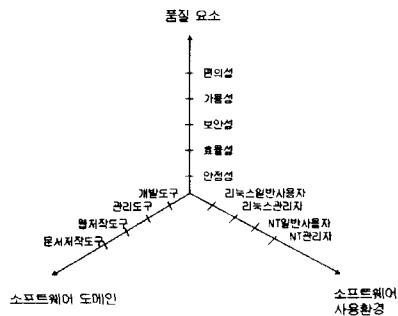 품질 요소
편의성
가용성
보안성
효율성
안정성
개발도구
관리도구
웹저작도구
문서저작도구
리눅스일반사용자
리눅스관리자
NT일반사용자
NT관리자
소프트웨어 도메인
소프트웨어
사용환경